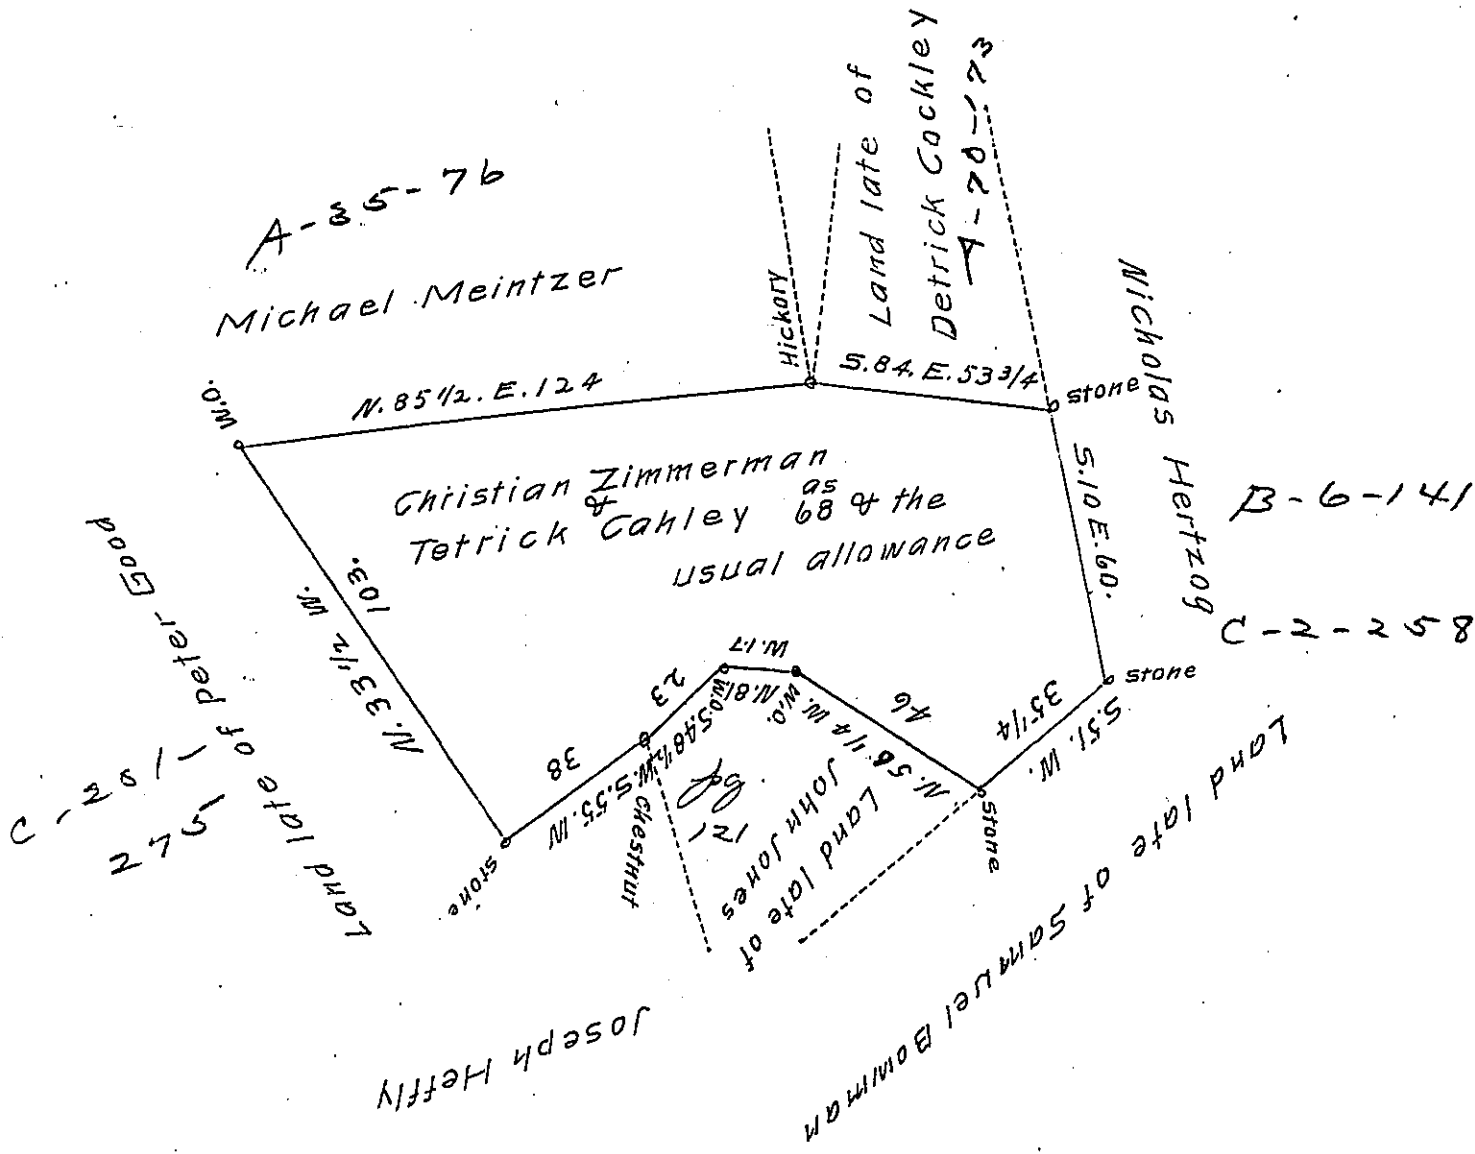 A-35-76
Michael Meintzer
Land late of
Detrick Cockley
A-20-173
Hickory
W.O.
N. 85 1/2. E. 124
S. 84. E. 53 3/4
stone
Nicholas Hertzog
B-6-141
C-2-258
S. 10 E. 60.
Christian Zimmerman
&
Tetrick Cahley as
68 & the
usual allowance
N. 33 1/2 W.
103.
Land late of peter Good
C-201-
275
stone
38
S. 55. W
Chestnut
23
S. 48 1/2 W.
W.O.
N. 81 W. 17
W.O.
N. 56 1/4 W.
46
Land late of
John Jones
121
Stone
35 1/4
S. 51. W.
stone
Land late of Samuel Bowman
Joseph Heffly